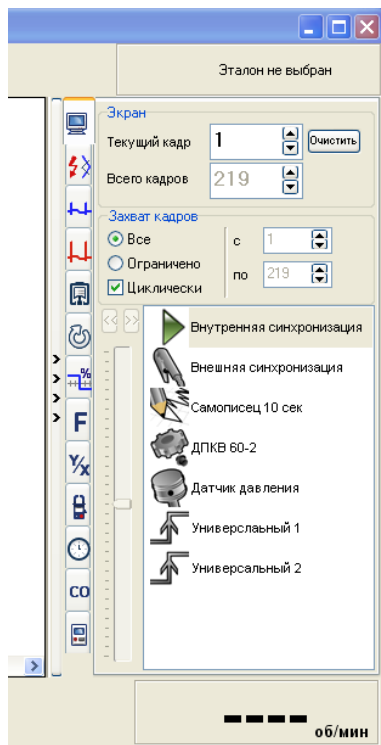 Эталон не выбран
Экран
Текущий кадр 1 Очистить
Всего кадров 219
Захват кадров
Все с 1
Ограничено по 219
Циклически
Внутренняя синхронизация
Внешняя синхронизация
%
Самописец 10 сек
F
ДПКВ 60-2
Y/X
Датчик давления
Универслаьный 1
Универсальный 2
CO
об/мин